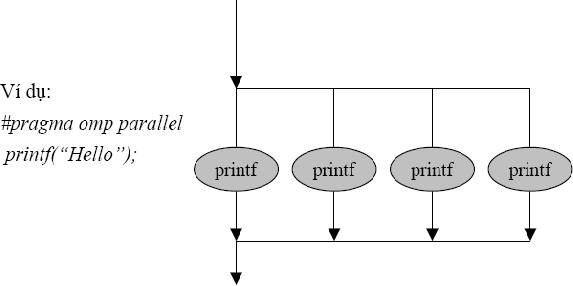 Ví dụ:
#pragma omp parallel
printf(“Hello”);
printf printf printf printf